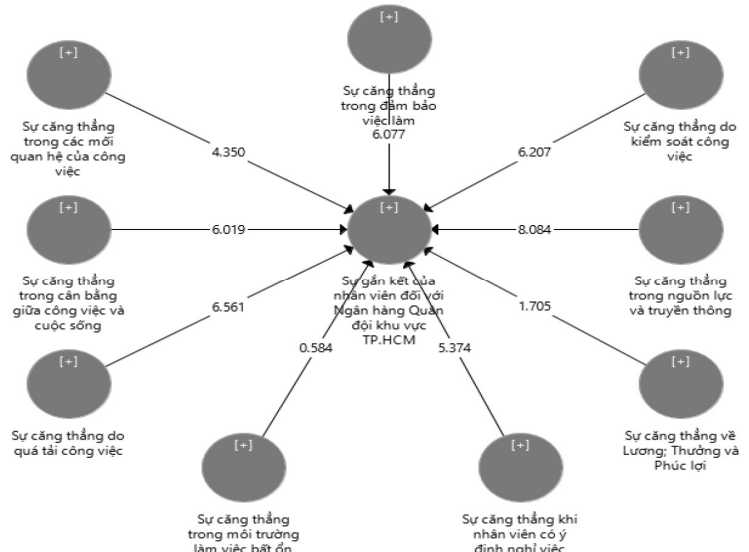 [+]
Sự căng thẳng
trong các mối
quan hệ của công
việc
[+]
Sự căng thẳng
trong đảm bảo
việc làm
[+]
Sự căng thẳng do
kiểm soát công
việc
4.350
6.077
6.207
[+]
Sự căng thẳng
trong cân bằng
giữa công việc và
cuộc sống
6.019
[+]
Sự gắn kết của
nhân viên đối với
Ngân hàng Quân
đội khu vực
TP.HCM
8.084
[+]
Sự căng thẳng
trong nguồn lực
và truyền thông
6.561
0.584
5.374
1.705
[+]
Sự căng thẳng do
quá tải công việc
[+]
Sự căng thẳng
trong môi trường
làm việc bất ổn
[+]
Sự căng thẳng khi
nhân viên có ý
định nghỉ việc
[+]
Sự căng thẳng về
Lương; Thưởng và
Phúc lợi